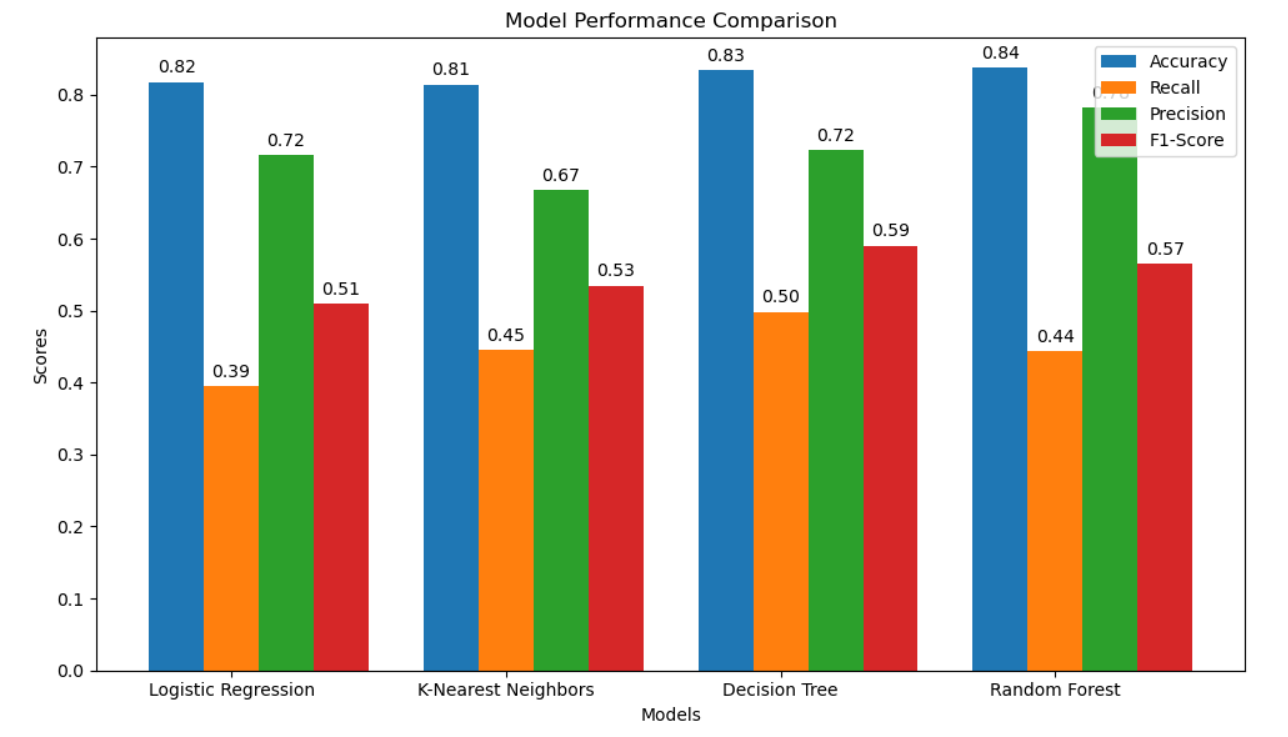 Model Performance Comparison
Accuracy
Recall
Precision
F1-Score
0.82
0.39
0.72
0.51
0.81
0.45
0.67
0.53
0.83
0.50
0.72
0.59
0.84
0.44
0.57
Scores
0.8
0.7
0.6
0.5
0.4
0.3
0.2
0.1
0.0
Logistic Regression
K-Nearest Neighbors
Decision Tree
Random Forest
Models